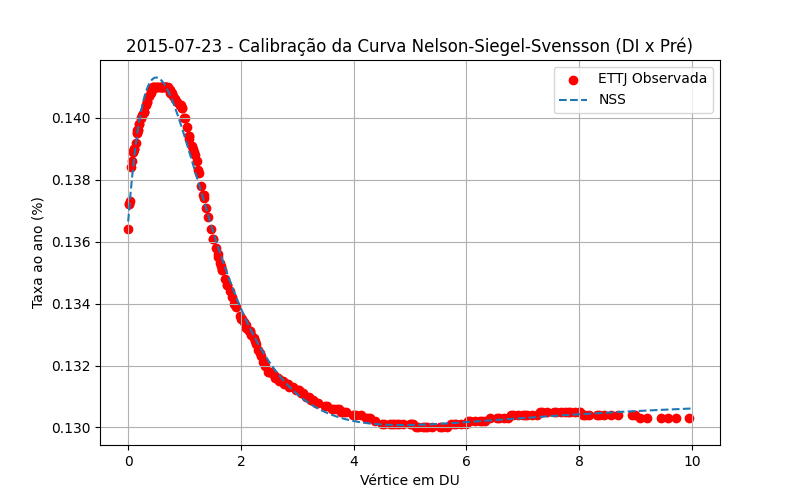 2015-07-23 - Calibração da Curva Nelson-Siegel-Svensson (DI x Pré)
ETTJ Observada
NSS
Taxa ao ano (%)
0.140
0.138
0.136
0.134
0.132
0.130
0 2 4 6 8 10
Vértice em DU